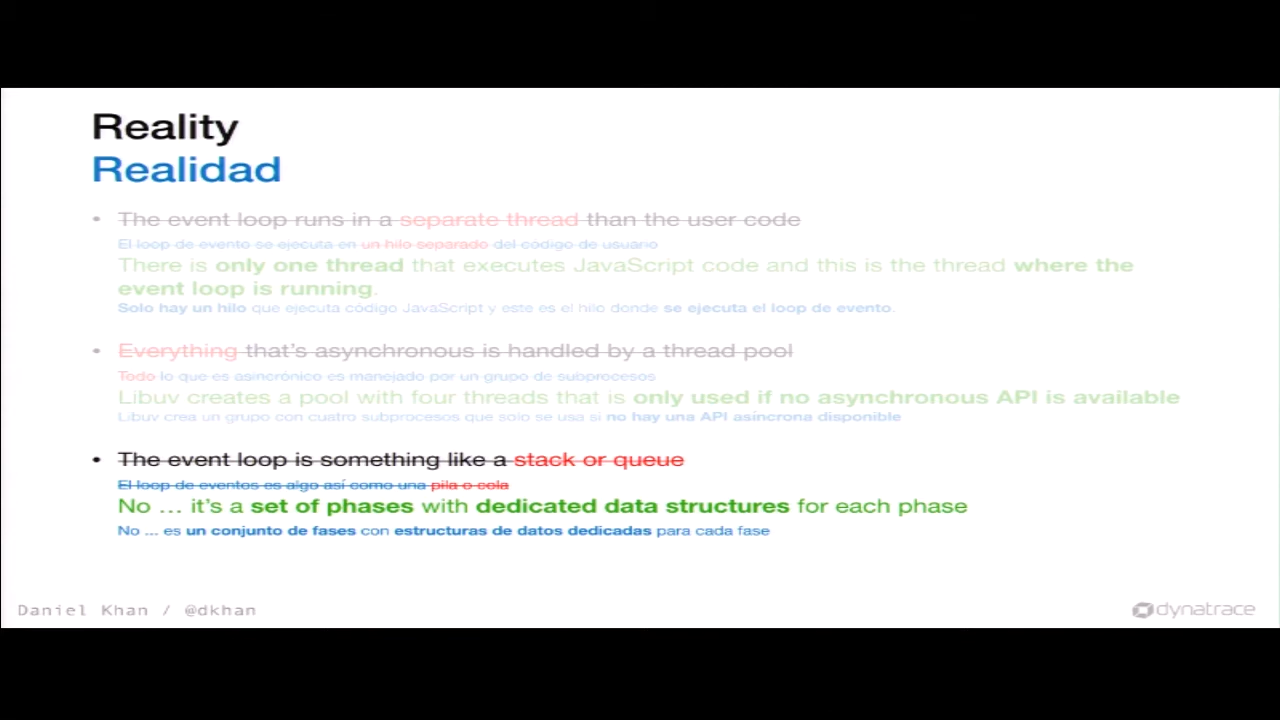 Reality
Realidad
• The event loop runs in a separate thread than the user code
El loop de evento se ejecuta en un hilo separado del código de usuario
There is only one thread that executes JavaScript code and this is the thread where the
event loop is running.
Solo hay un hilo que ejecuta código JavaScript y este es el hilo donde se ejecuta el loop de evento.
• Everything that's asynchronous is handled by a thread pool
Todo lo que es asincrónico es manejado por un grupo de subprocesos
Libuv creates a pool with four threads that is only used if no asynchronous API is available
Libuv crea un grupo con cuatro subprocesos que solo se usa si no hay una API asíncrona disponible
• The event loop is something like a stack or queue
El loop de eventos es algo así como una pila o cola
No ... it's a set of phases with dedicated data structures for each phase
No ... es un conjunto de fases con estructuras de datos dedicadas para cada fase
Daniel Khan / @dkhan
dynatrace